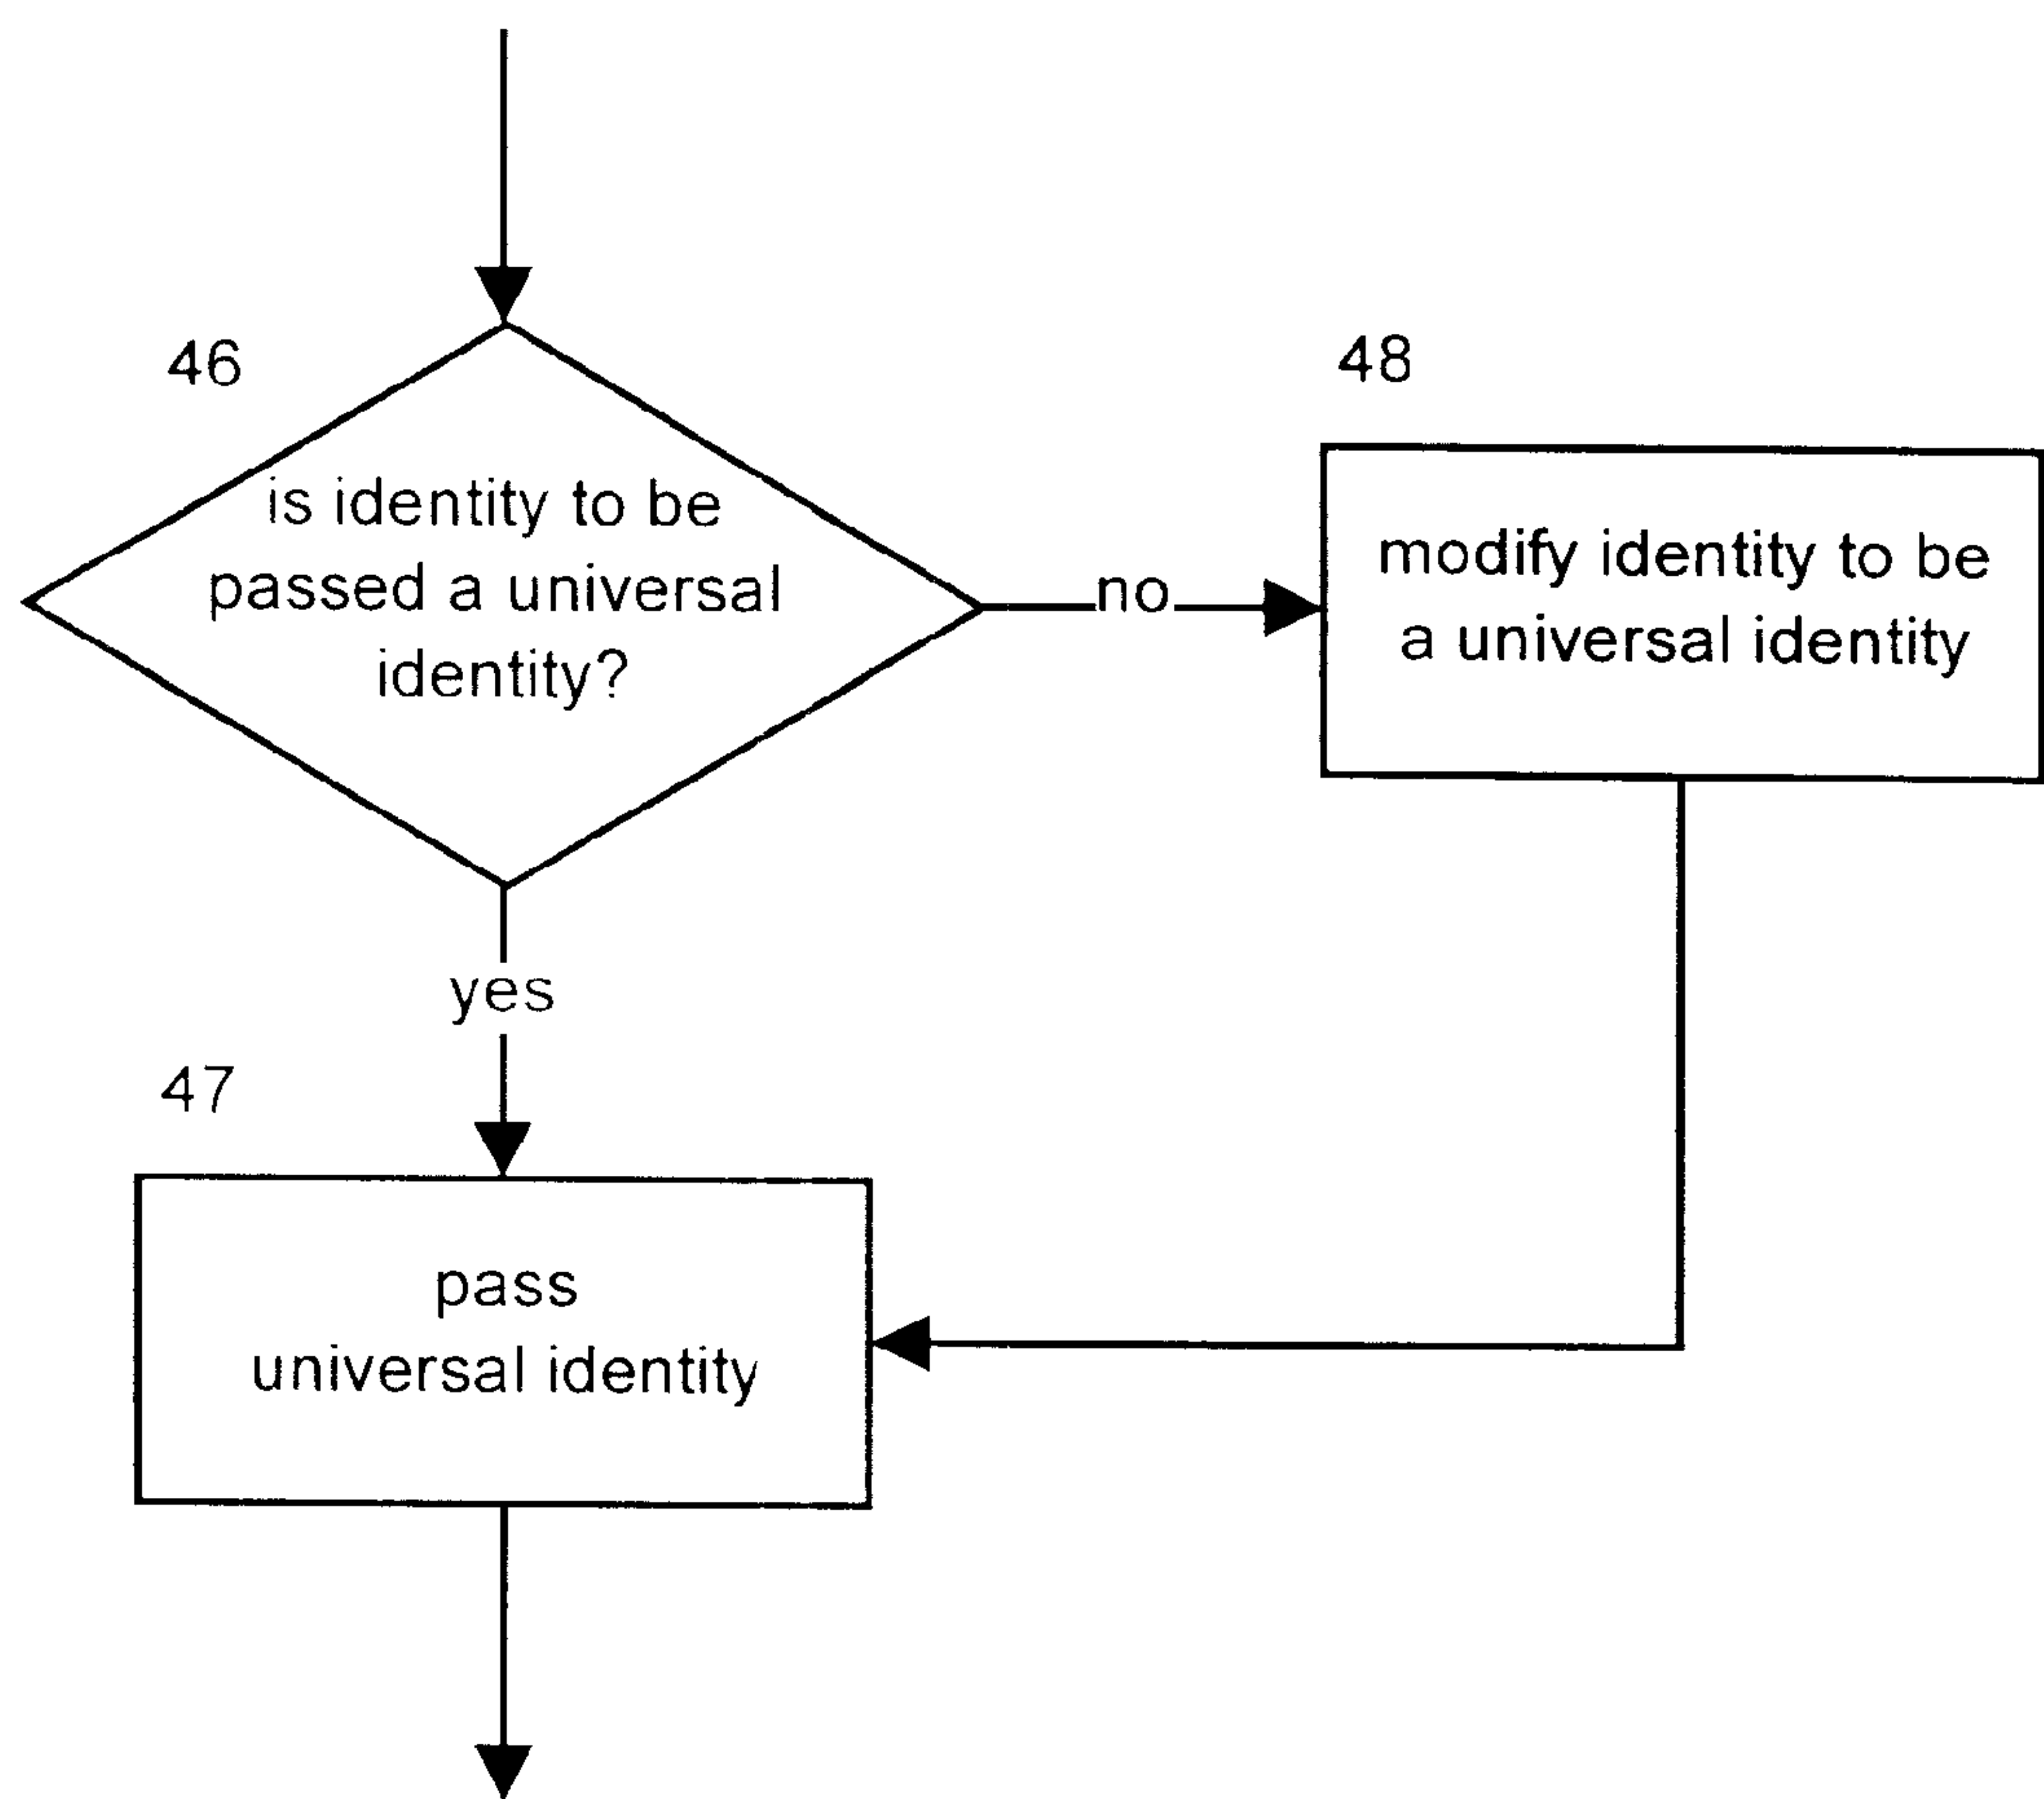 46
is identity to be
passed a universal
identity?
no
48
modify identity to be
a universal identity
yes
47
pass
universal identity